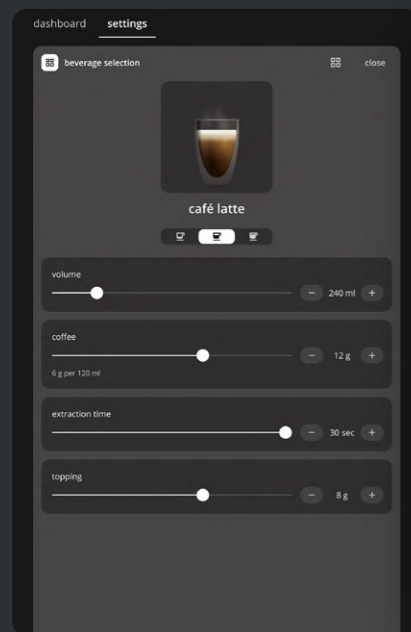 dashboard settings
beverage selection close
café latte
volume
− 240 ml +
coffee
− 12 g +
6 g per 120 ml
extraction time
− 30 sec +
topping
− 8 g +